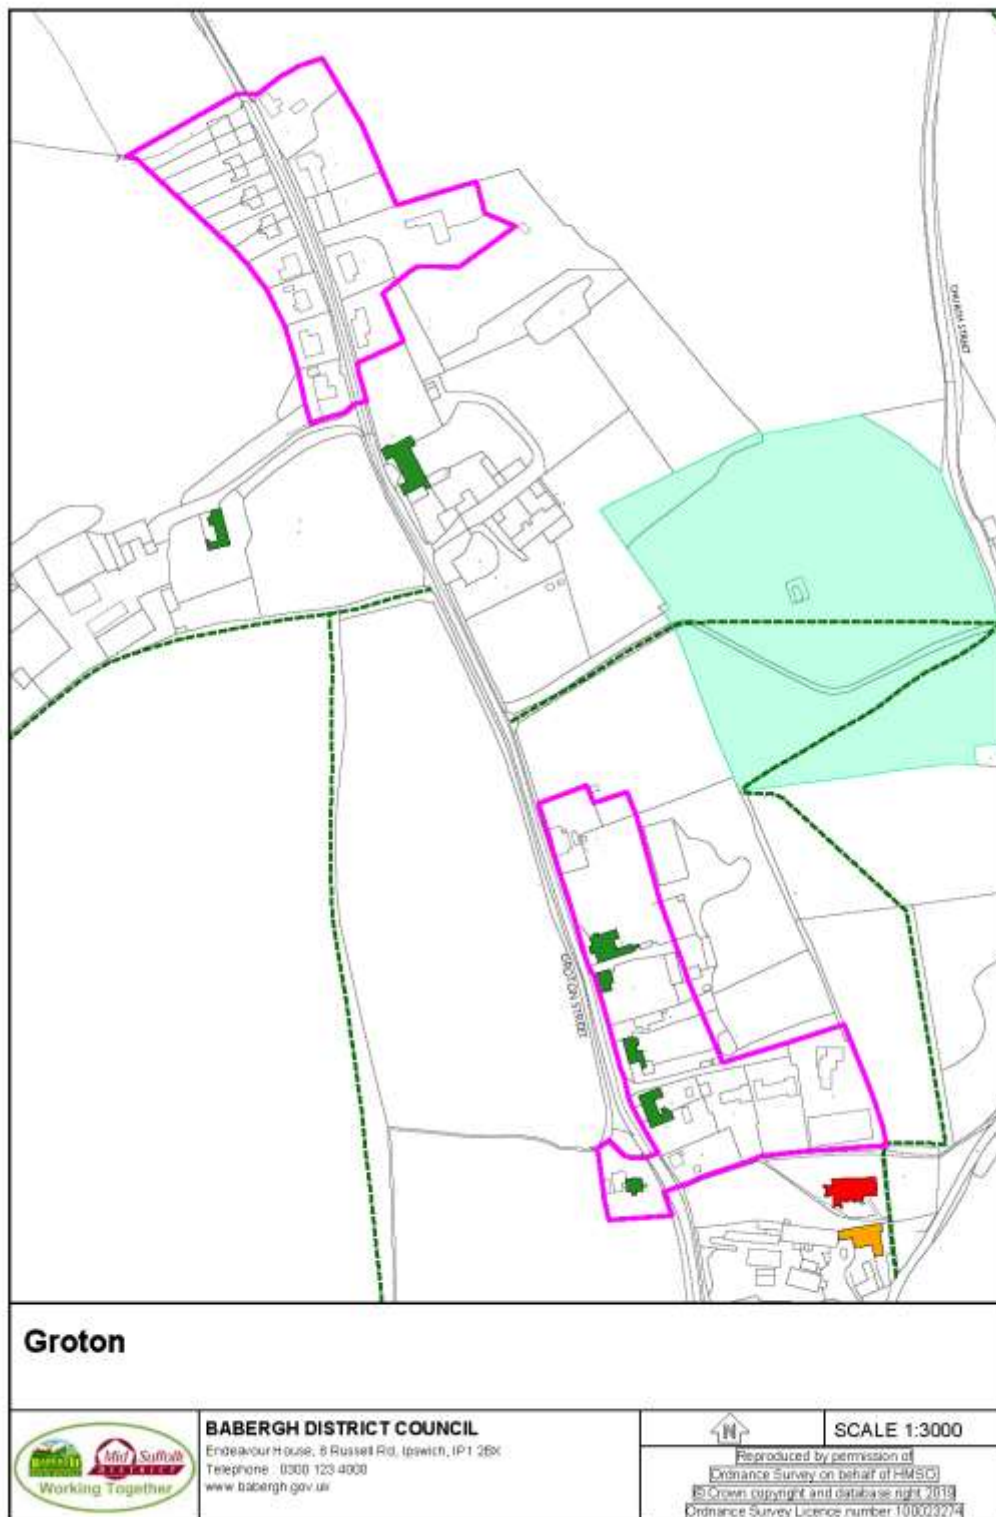 CHURCH STREET
GROTON STREET
Groton
BABERGH
Mid Suffolk
DISTRICT
Working Together
BABERGH DISTRICT COUNCIL
Endeavour House, 8 Russell Rd, Ipswich, IP1 2BX
Telephone : 0300 123 4000
www.babergh.gov.uk
N
SCALE 1:3000
Reproduced by permission of
Ordnance Survey on behalf of HMSO
© Crown copyright and database right 2019
Ordnance Survey Licence number 100023274